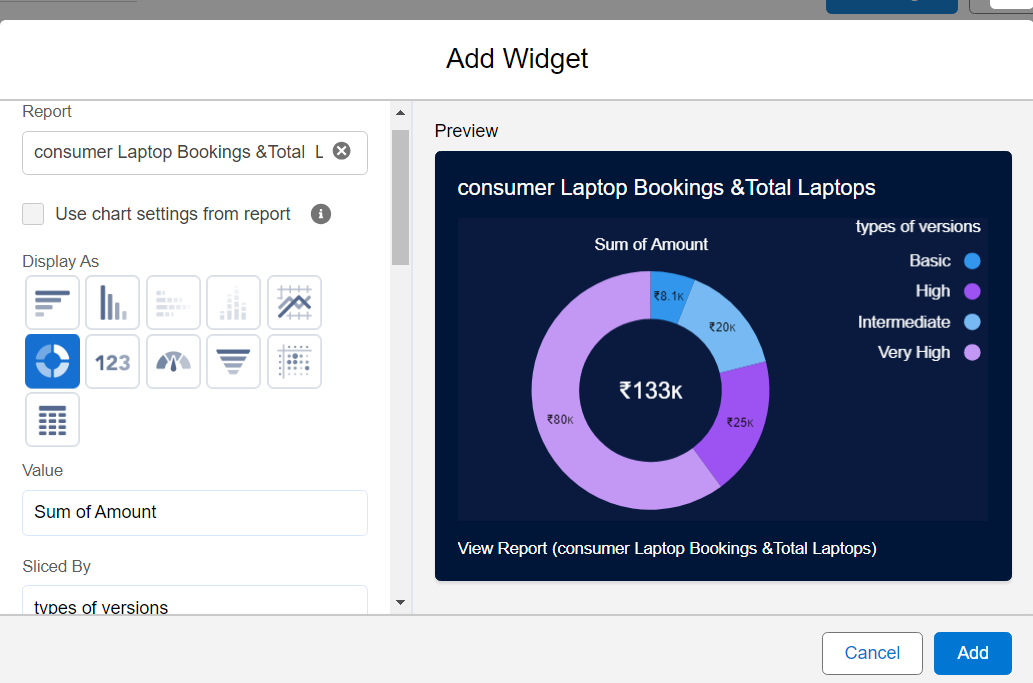 Add Widget
Report
consumer Laptop Bookings &Total L
Use chart settings from report
Display As
123
Value
Sum of Amount
Sliced By
types of versions
Preview
consumer Laptop Bookings &Total Laptops
types of versions
Sum of Amount
Basic
High
Intermediate
Very High
₹8.1K
₹20K
₹133K
₹80K
₹25K
View Report (consumer Laptop Bookings &Total Laptops)
Cancel
Add